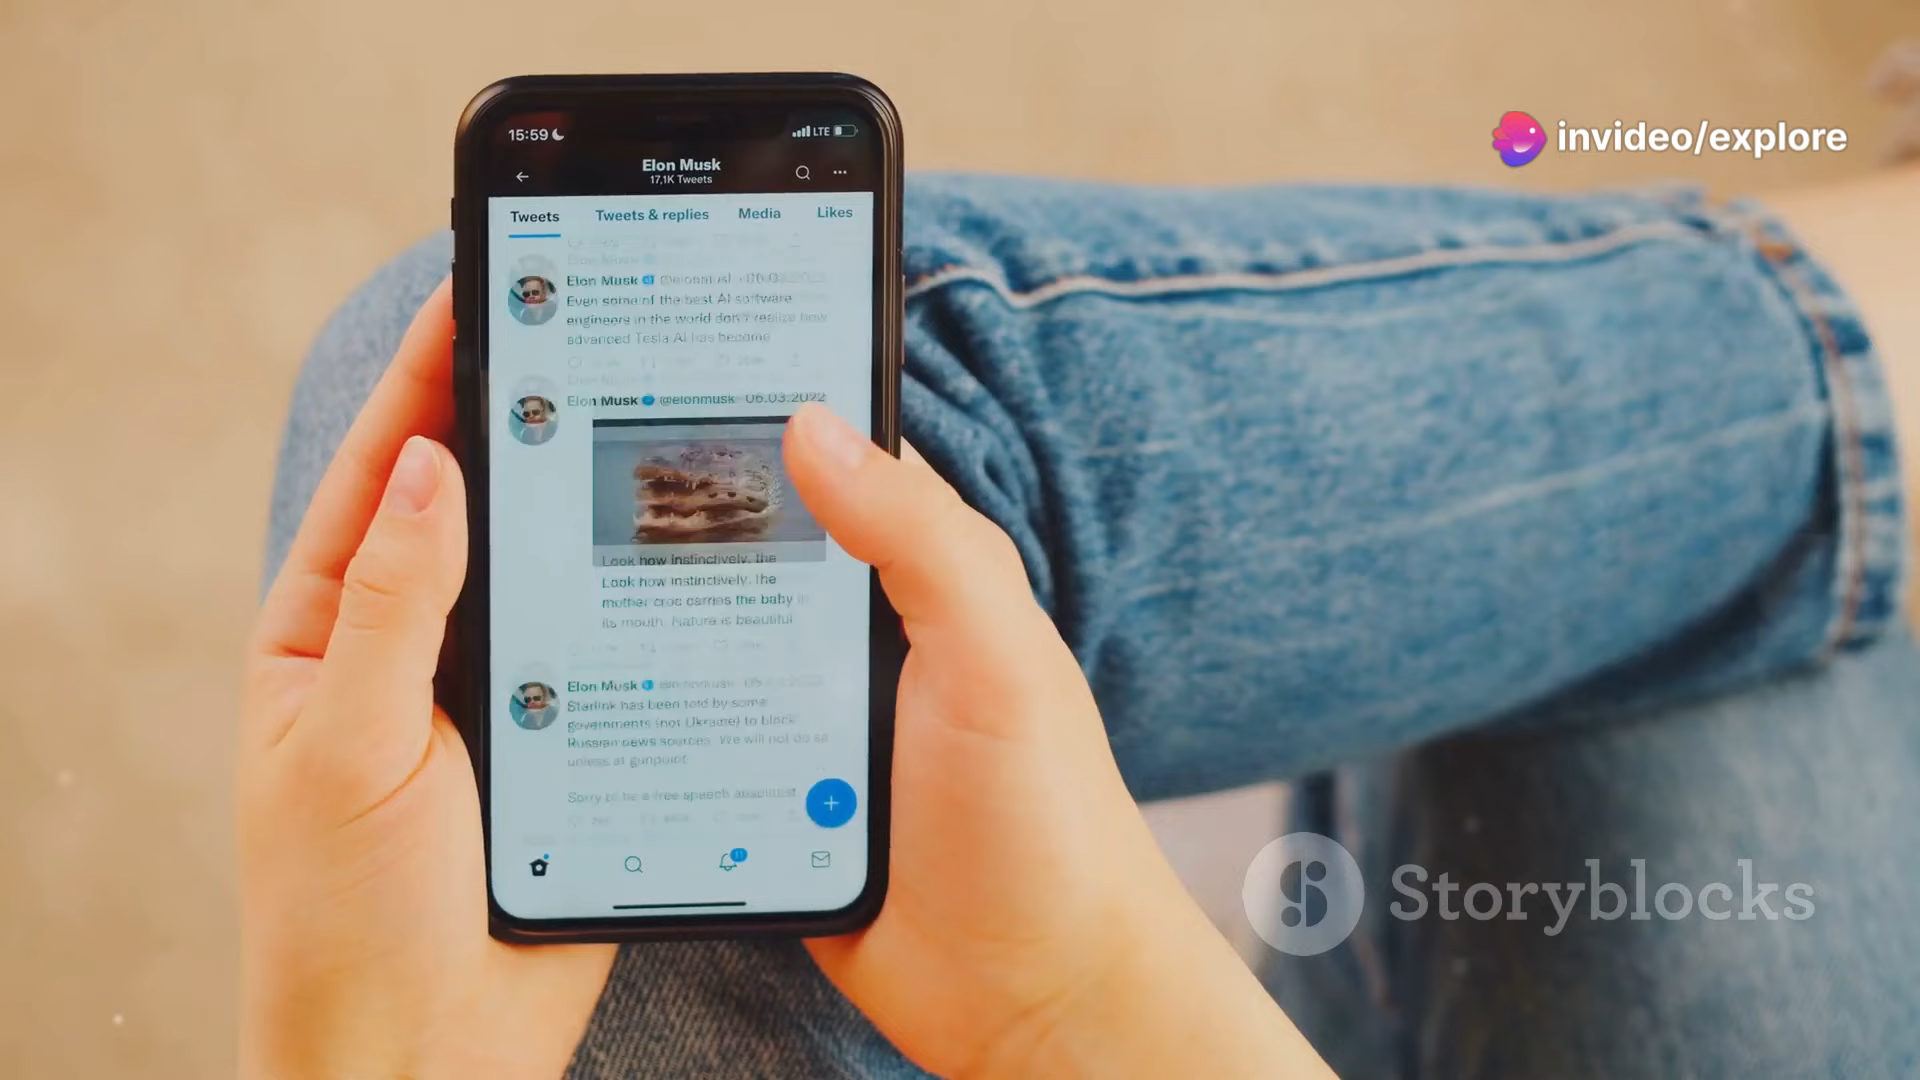 15:59
LTE
Elon Musk
17,1K Tweets
Tweets Tweets & replies Media Likes
Elon Musk @elonmusk
Even some of the best AI software
engineers in the world don't realize how
advanced Tesla AI has become
Elon Musk @elonmusk 06.03.2022
Look how instinctively, the
Look how instinctively, the
mother croc carries the baby in
its mouth. Nature is beautiful
Elon Musk
Starlink has been told by some
governments (not Ukraine) to block
Russian news sources. We will not do so
unless at gunpoint.
Sorry to be a free speech absolutist.
11
invideo/explore
Storyblocks